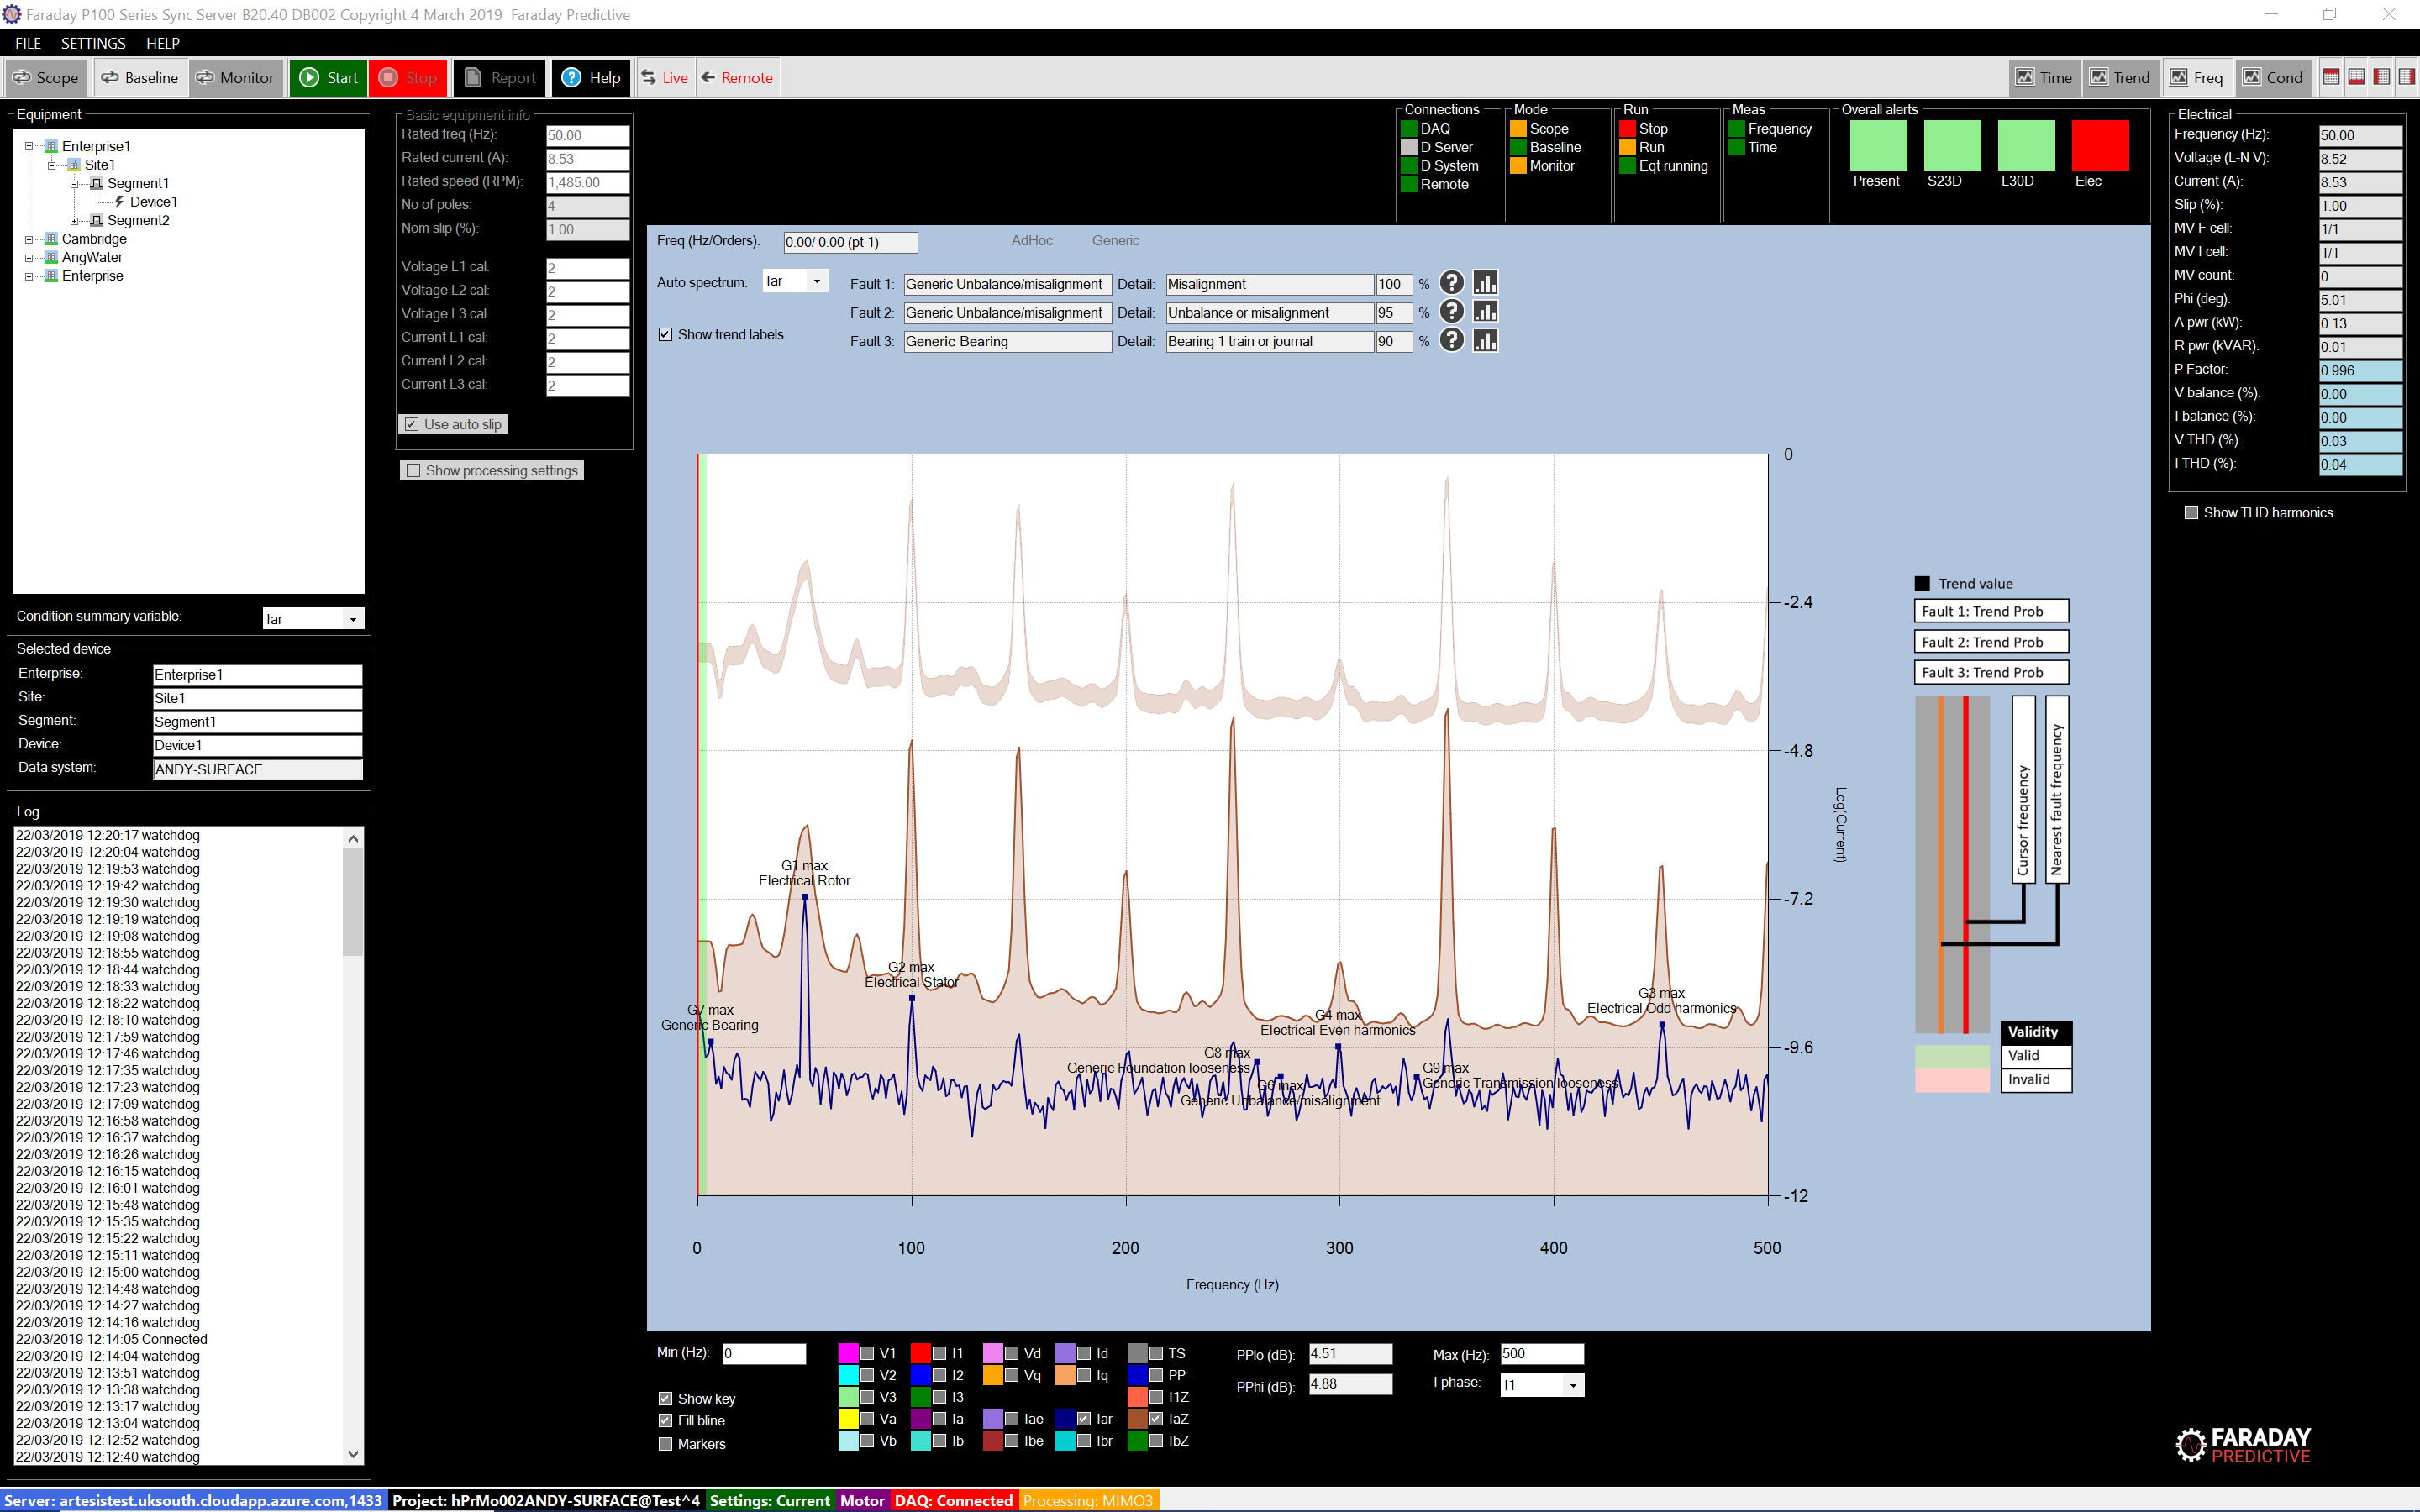 Faraday P100 Series Sync Server B20.40 DB002 Copyright 4 March 2019 Faraday Predictive
FILE SETTINGS HELP
Scope Baseline Monitor Start Stop Report Help Live Remote Time Trend Freq Cond
Equipment
Enterprise1
Site1
Segment1
Device1
Segment2
Cambridge
AngWater
Enterprise
Condition summary variable: Iar
Selected device
Enterprise: Enterprise1
Site: Site1
Segment: Segment1
Device: Device1
Data system: ANDY-SURFACE
Log
22/03/2019 12:20:17 watchdog
22/03/2019 12:20:04 watchdog
22/03/2019 12:19:53 watchdog
22/03/2019 12:19:42 watchdog
22/03/2019 12:19:30 watchdog
22/03/2019 12:19:19 watchdog
22/03/2019 12:19:08 watchdog
22/03/2019 12:18:55 watchdog
22/03/2019 12:18:44 watchdog
22/03/2019 12:18:33 watchdog
22/03/2019 12:18:22 watchdog
22/03/2019 12:18:10 watchdog
22/03/2019 12:17:59 watchdog
22/03/2019 12:17:46 watchdog
22/03/2019 12:17:35 watchdog
22/03/2019 12:17:23 watchdog
22/03/2019 12:17:09 watchdog
22/03/2019 12:16:58 watchdog
22/03/2019 12:16:37 watchdog
22/03/2019 12:16:26 watchdog
22/03/2019 12:16:15 watchdog
22/03/2019 12:16:01 watchdog
22/03/2019 12:15:48 watchdog
22/03/2019 12:15:35 watchdog
22/03/2019 12:15:22 watchdog
22/03/2019 12:15:11 watchdog
22/03/2019 12:15:00 watchdog
22/03/2019 12:14:48 watchdog
22/03/2019 12:14:27 watchdog
22/03/2019 12:14:16 watchdog
22/03/2019 12:14:05 Connected
22/03/2019 12:14:04 watchdog
22/03/2019 12:13:51 watchdog
22/03/2019 12:13:38 watchdog
22/03/2019 12:13:17 watchdog
22/03/2019 12:13:04 watchdog
22/03/2019 12:12:52 watchdog
22/03/2019 12:12:40 watchdog
Basic equipment info
Rated freq (Hz): 50.00
Rated current (A): 8.53
Rated speed (RPM): 1,485.00
No of poles: 4
Nom slip (%): 1.00
Voltage L1 cal: 2
Voltage L2 cal: 2
Voltage L3 cal: 2
Current L1 cal: 2
Current L2 cal: 2
Current L3 cal: 2
Use auto slip
Show processing settings
Connections
DAQ
D Server
D System
Remote
Mode
Scope
Baseline
Monitor
Run
Stop
Run
Eqt running
Meas
Frequency
Time
Overall alerts
Present S23D L30D Elec
Freq (Hz/Orders): 0.00/ 0.00 (pt 1) AdHoc Generic
Auto spectrum: Iar
Show trend labels
Fault 1: Generic Unbalance/misalignment Detail: Misalignment 100 %
Fault 2: Generic Unbalance/misalignment Detail: Unbalance or misalignment 95 %
Fault 3: Generic Bearing Detail: Bearing 1 train or journal 90 %
0
-2.4
-4.8
-7.2
-9.6
-12
Log(Current)
G1 max
Electrical Rotor
G2 max
Electrical Stator
G7 max
Generic Bearing
G3 max
Electrical Odd harmonics
G4 max
Electrical Even harmonics
G8 max
Generic Foundation looseness
G6 max
Generic Unbalance/misalignment
G9 max
Generic Transmission looseness
0 100 200 300 400 500
Frequency (Hz)
Trend value
Fault 1: Trend Prob
Fault 2: Trend Prob
Fault 3: Trend Prob
Cursor frequency
Nearest fault frequency
Validity
Valid
Invalid
Min (Hz): 0
Show key
Fill bline
Markers
V1 I1 Vd Id TS
V2 I2 Vq Iq PP
V3 I3 I1Z
Va Ia Iae Iar IaZ
Vb Ib Ibe Ibr IbZ
PPlo (dB): 4.51
PPhi (dB): 4.88
Max (Hz): 500
I phase: I1
Electrical
Frequency (Hz): 50.00
Voltage (L-N V): 8.52
Current (A): 8.53
Slip (%): 1.00
MV F cell: 1/1
MV I cell: 1/1
MV count: 0
Phi (deg): 5.01
A pwr (kW): 0.13
R pwr (kVAR): 0.01
P Factor: 0.996
V balance (%): 0.00
I balance (%): 0.00
V THD (%): 0.03
I THD (%): 0.04
Show THD harmonics
FARADAY
PREDICTIVE
Server: artesistest.uksouth.cloudapp.azure.com,1433 Project: hPrMo002ANDY-SURFACE@Test^4 Settings: Current Motor DAQ: Connected Processing: MIMO3